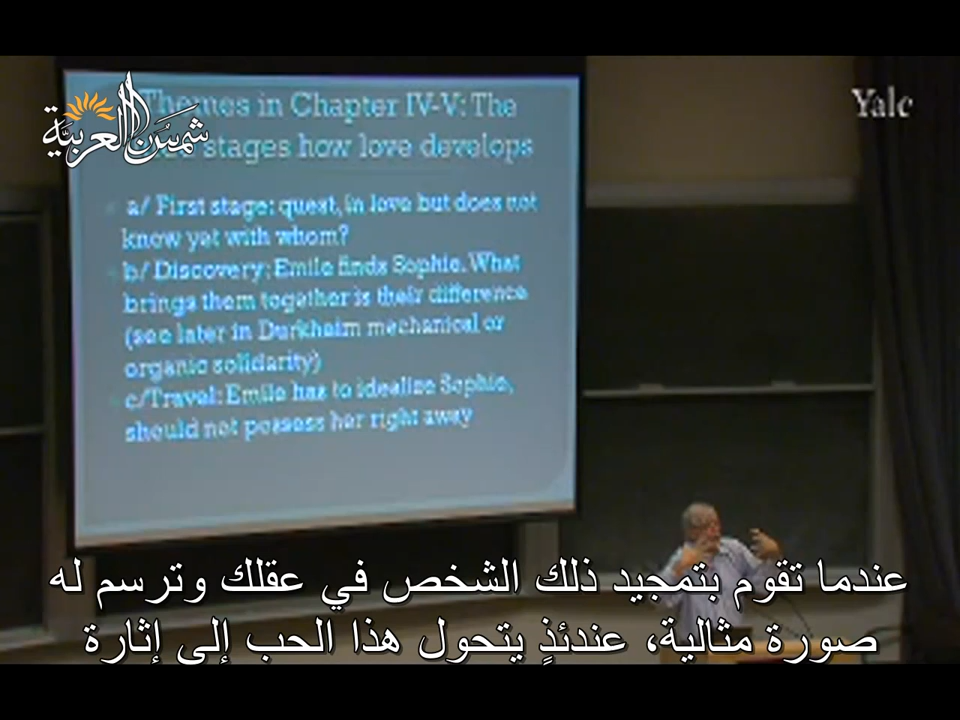 Themes in Chapter IV-V: The
stages how love develops
a/ First stage: quest, in love but does not
know yet with whom?
b/ Discovery; Emile finds Sophie. What
brings them together is their difference
(see later in Durkheim mechanical or
organic solidarity)
c/Travel: Emile has to idealize Sophie,
should not possess her right away
شمس العربية
Yale
عندما تقوم بتمجيد ذلك الشخص في عقلك وترسم له
صورة مثالية، عندئذٍ يتحول هذا الحب إلى إثارة